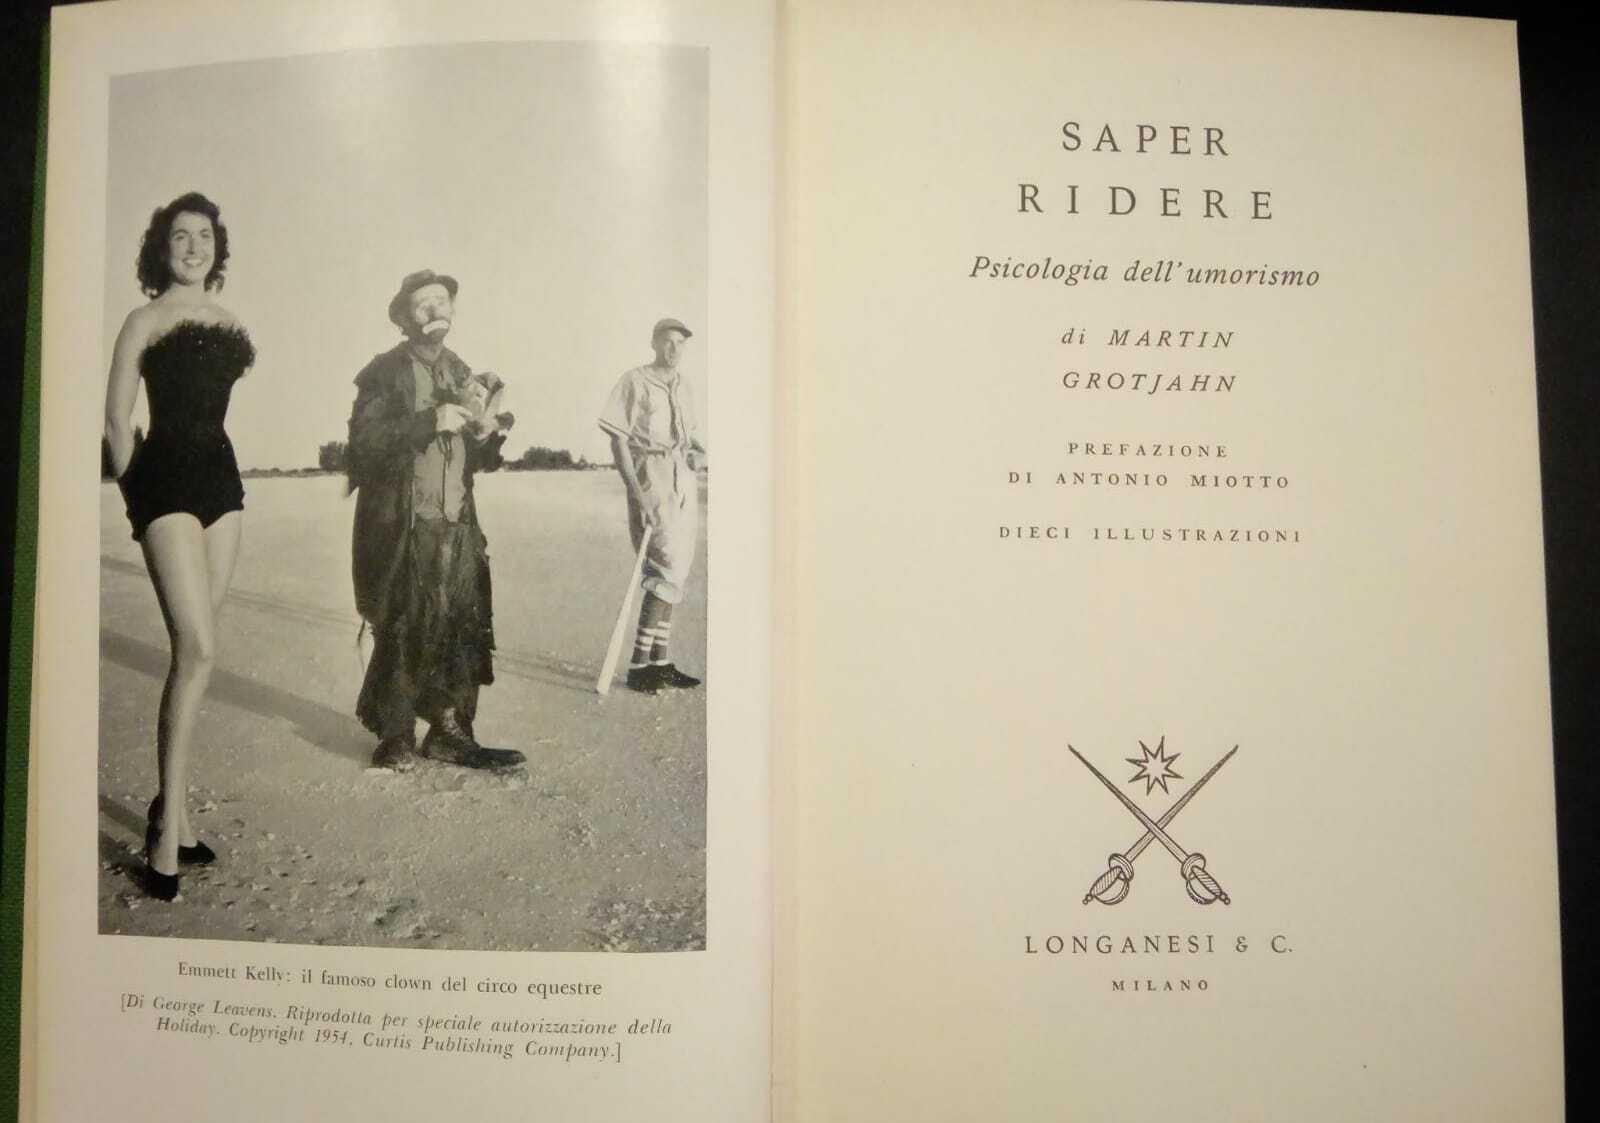 Emmett Kelly: il famoso clown del circo equestre
[Di George Leavens. Riprodotta per speciale autorizzazione della
Holiday. Copyright 1954, Curtis Publishing Company.]
SAPER
RIDERE
Psicologia dell'umorismo
di MARTIN
GROTJAHN
PREFAZIONE
DI ANTONIO MIOTTO
DIECI ILLUSTRAZIONI
LONGANESI & C.
MILANO